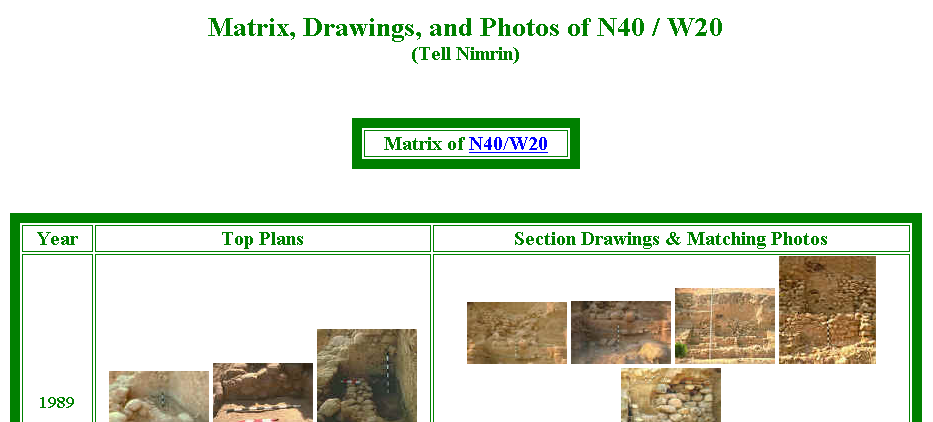 Matrix, Drawings, and Photos of N40 / W20
(Tell Nimrin)
Matrix of N40/W20
Year
Top Plans
Section Drawings & Matching Photos
1989